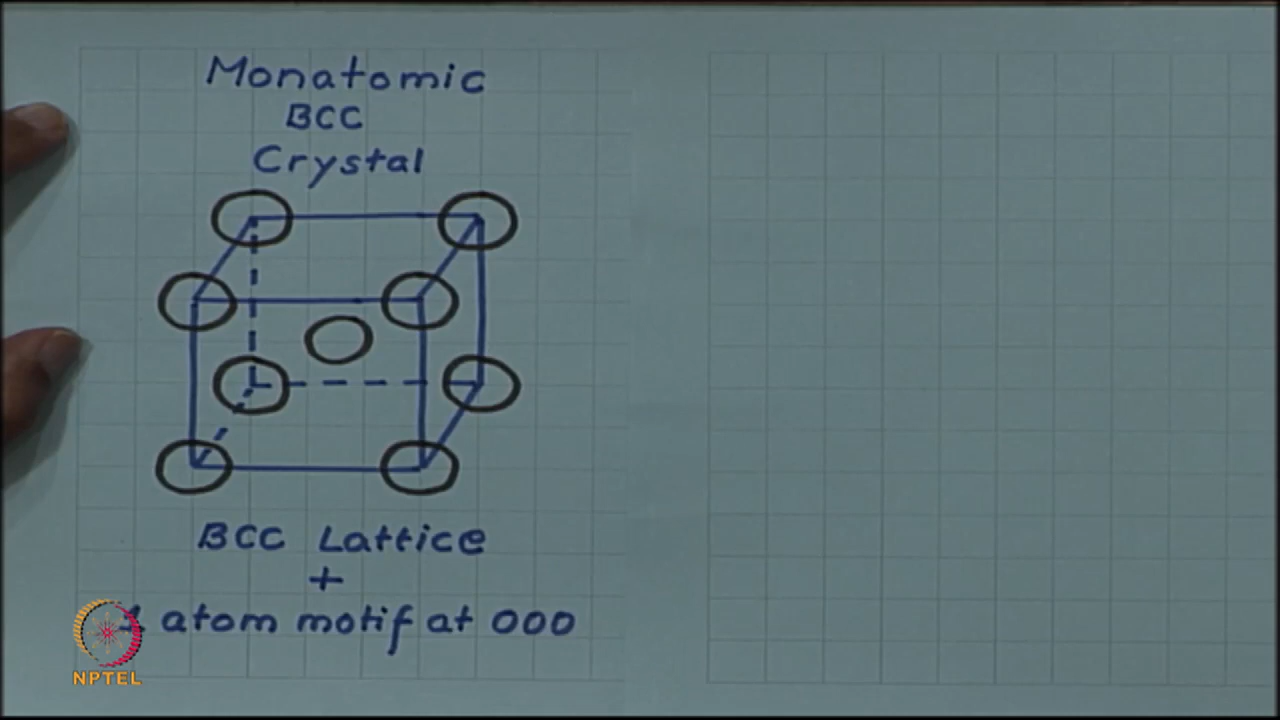 Monatomic
BCC
Crystal
BCC Lattice
+
1 atom motif at 000
NPTEL